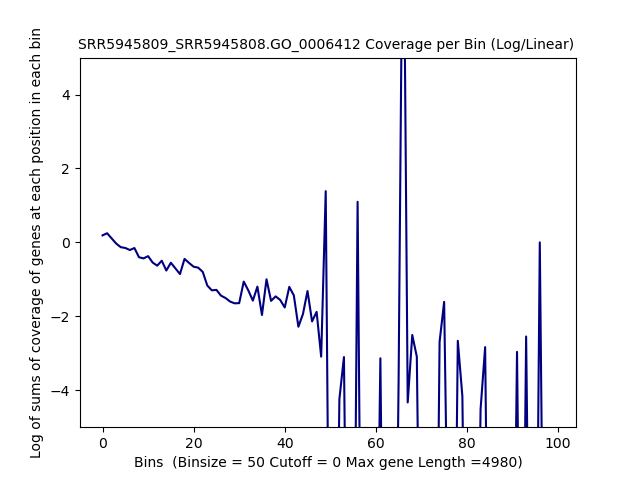 SRR5945809_SRR5945808.GO_0006412 Coverage per Bin (Log/Linear)
Log of sums of coverage of genes at each position in each bin
4
2
0
−2
−4
0 20 40 60 80 100
Bins  (Binsize = 50 Cutoff = 0 Max gene Length =4980)